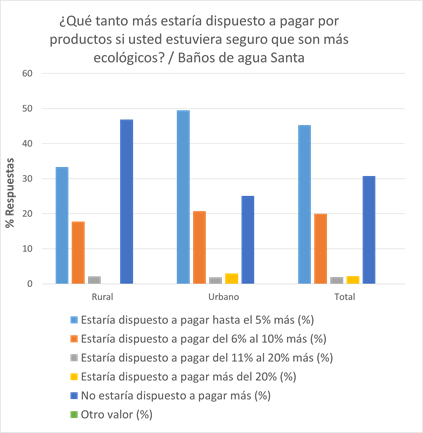 ¿Qué tanto más estaría dispuesto a pagar por
productos si usted estuviera seguro que son más
ecológicos? / Baños de agua Santa
60
50
40
30
20
10
0
% Respuestas
Rural
Urbano
Total
Estaría dispuesto a pagar hasta el 5% más (%)
Estaría dispuesto a pagar del 6% al 10% más (%)
Estaría dispuesto a pagar del 11% al 20% más (%)
Estaría dispuesto a pagar más del 20% (%)
No estaría dispuesto a pagar más (%)
Otro valor (%)